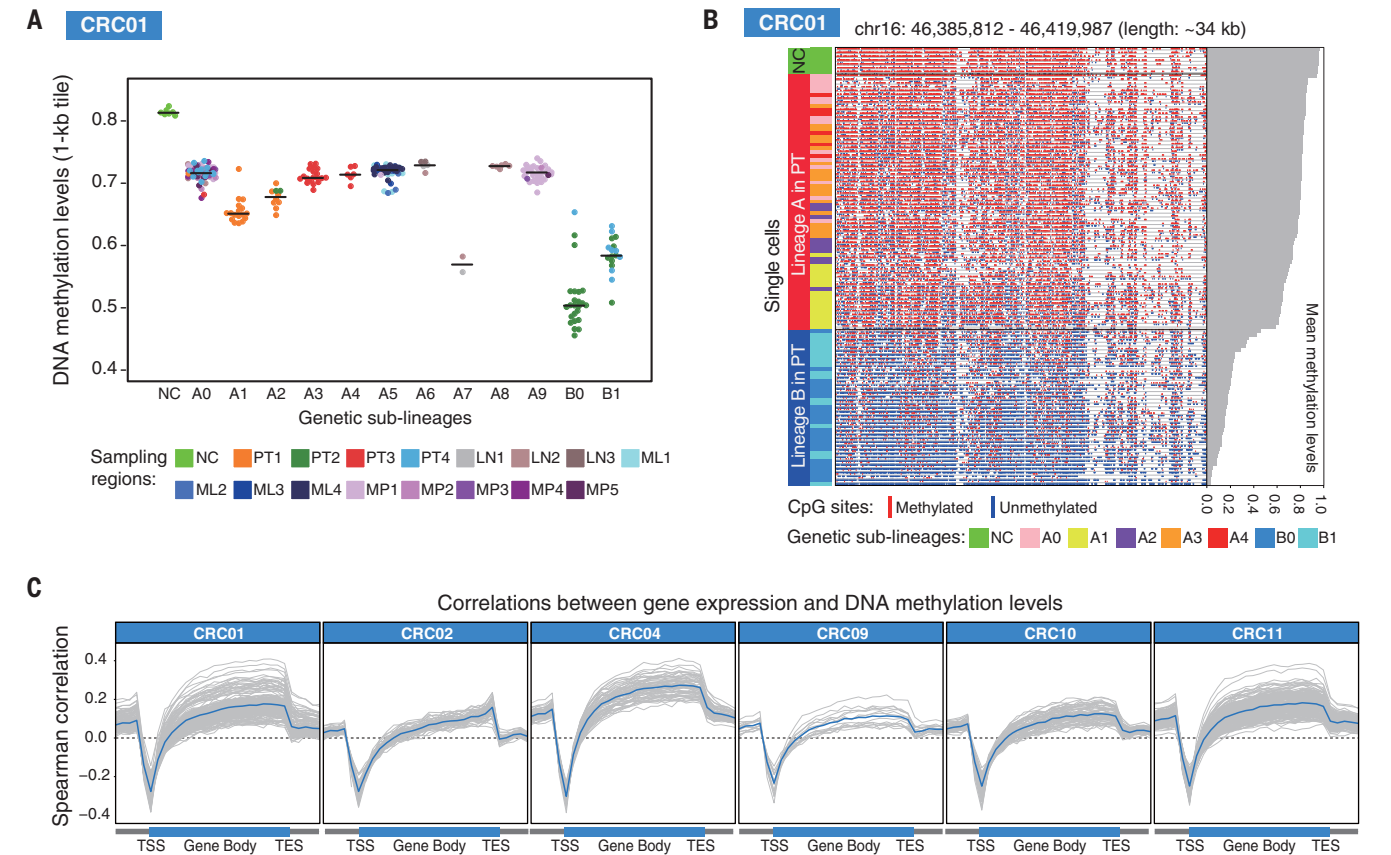 A
CRC01
DNA methylation levels (1-kb tile)
0.8
0.7
0.6
0.5
0.4
NC A0 A1 A2 A3 A4 A5 A6 A7 A8 A9 B0 B1
Genetic sub-lineages
Sampling regions:
NC PT1 PT2 PT3 PT4 LN1 LN2 LN3 ML1
ML2 ML3 ML4 MP1 MP2 MP3 MP4 MP5
B
CRC01
chr16: 46,385,812 - 46,419,987 (length: ~34 kb)
Single cells
NC
Lineage A in PT
Lineage B in PT
Mean methylation levels
0.0 0.2 0.4 0.6 0.8 1.0
CpG sites: Methylated Unmethylated
Genetic sub-lineages: NC A0 A1 A2 A3 A4 B0 B1
C
Correlations between gene expression and DNA methylation levels
CRC01 CRC02 CRC04 CRC09 CRC10 CRC11
Spearman correlation
0.4
0.2
0.0
−0.2
−0.4
TSS Gene Body TES TSS Gene Body TES TSS Gene Body TES TSS Gene Body TES TSS Gene Body TES TSS Gene Body TES